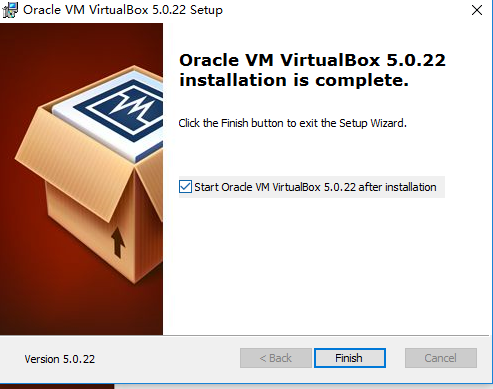 Oracle VM VirtualBox 5.0.22 Setup
Oracle VM VirtualBox 5.0.22
installation is complete.
Click the Finish button to exit the Setup Wizard.
Start Oracle VM VirtualBox 5.0.22 after installation
Version 5.0.22
< Back
Finish
Cancel